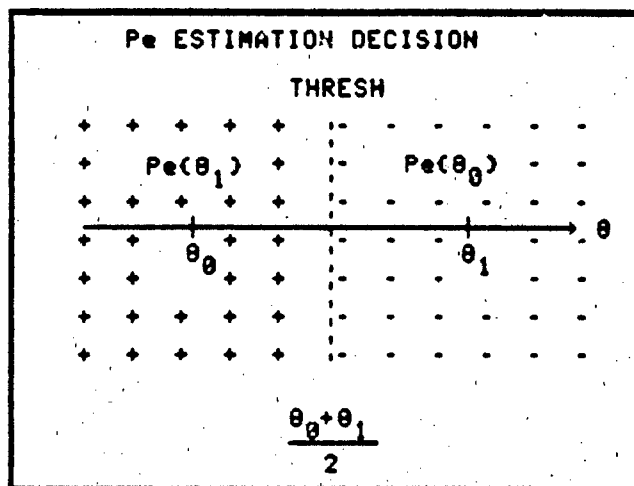 Pe ESTIMATION DECISION
THRESH
Pe(θ₁) Pe(θ₀)
θ
θ₀ θ₁
θ₀+θ₁
2